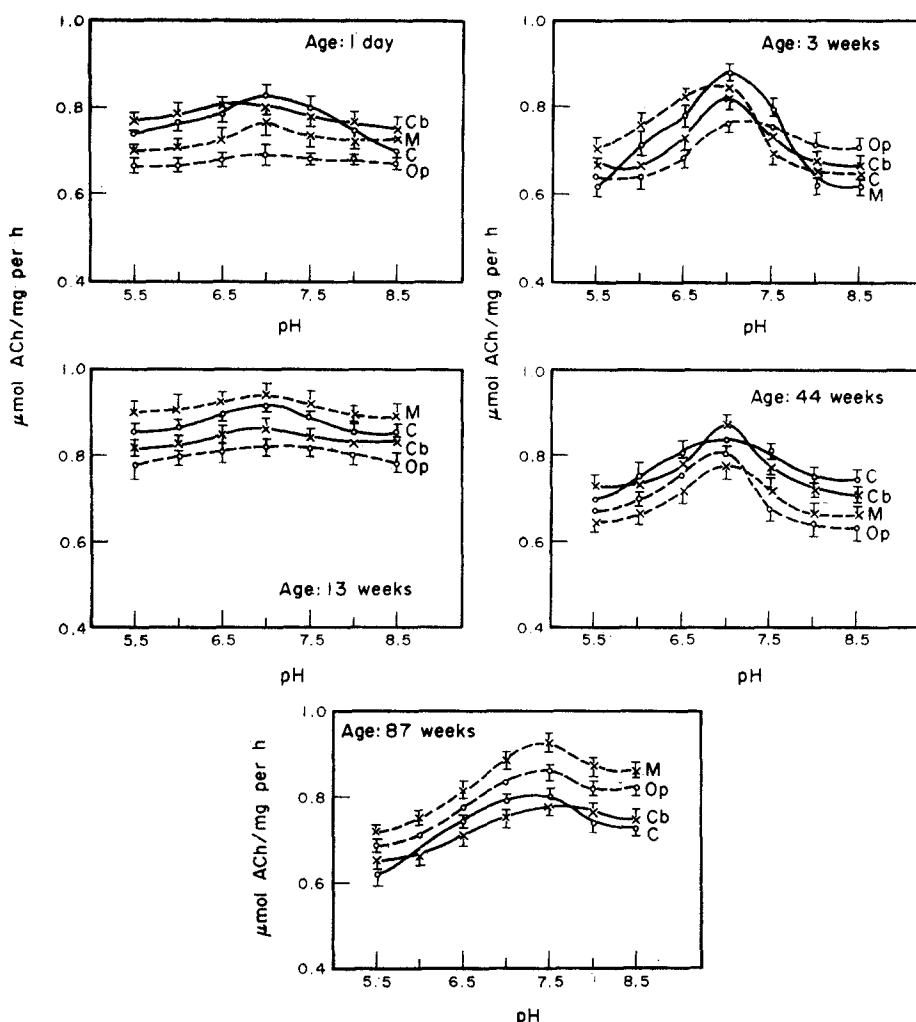 1.0
Age: 1 day
0.8
Cb
M
C
Op
0.6
0.4
5.5 6.5 7.5 8.5
pH
μmol ACh/mg per h
1.0
Age: 3 weeks
0.8
Op
Cb
C
M
0.6
0.4
5.5 6.5 7.5 8.5
pH
μmol ACh/mg per h
1.0
M
C
Cb
Op
0.8
0.6
Age: 13 weeks
0.4
5.5 6.5 7.5 8.5
pH
1.0
Age: 44 weeks
0.8
C
Cb
M
Op
0.6
0.4
5.5 6.5 7.5 8.5
pH
1.0
Age: 87 weeks
M
Op
0.8
Cb
C
0.6
0.4
5.5 6.5 7.5 8.5
pH
μmol ACh/mg per h